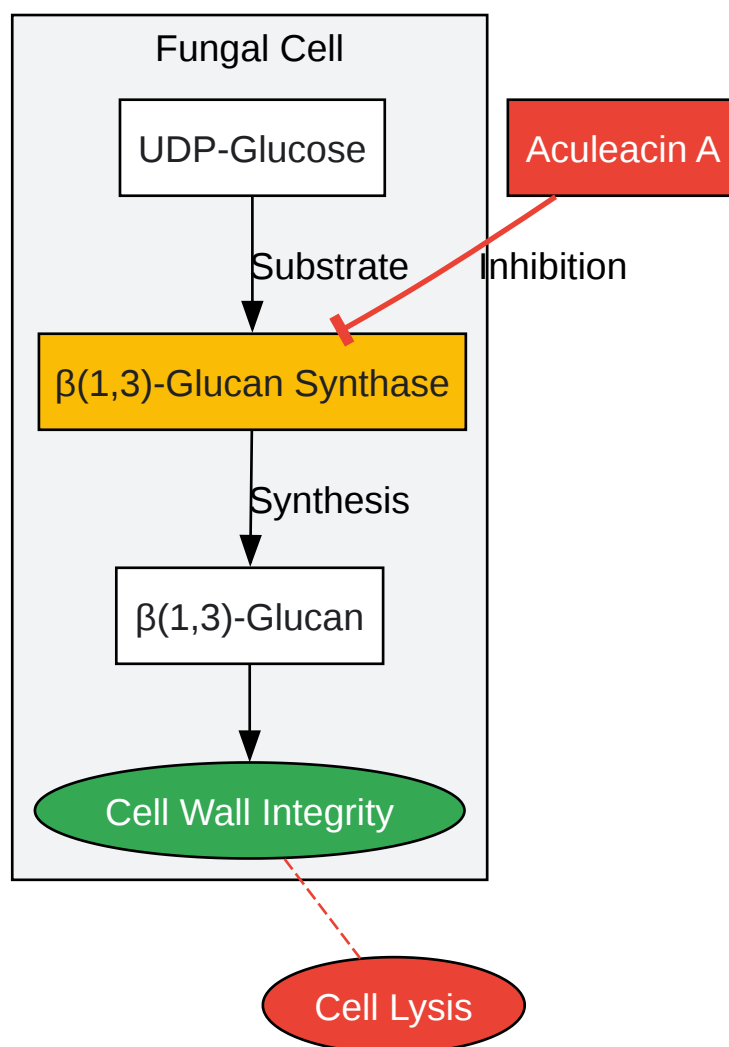 Fungal Cell
UDP-Glucose
Aculeacin A
Substrate
Inhibition
β(1,3)-Glucan Synthase
Synthesis
β(1,3)-Glucan
Cell Wall Integrity
Cell Lysis